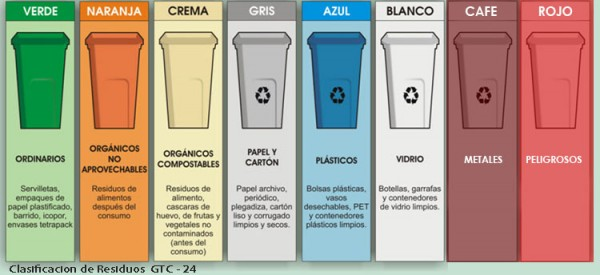 VERDE
NARANJA
CREMA
GRIS
AZUL
BLANCO
CAFE
ROJO
ORDINARIOS
Servilletas,
empaques de
papel plastificado,
barrido, icopor,
envases tetrapack
ORGÁNICOS
NO
APROVECHABLES
Residuos de
alimentos
después del
consumo
ORGÁNICOS
COMPOSTABLES
Residuos de
alimento,
cascaras de
huevo, de frutas y
vegetales no
contaminados
(antes del
consumo)
PAPEL Y
CARTÓN
Papel archivo,
periódico,
plegadiza, cartón
liso y corrugado
limpios y secos.
PLÁSTICOS
Bolsas plásticas,
vasos
desechables, PET
y contenedores
plásticos limpios.
VIDRIO
Botellas, garrafas
y contenedores
de vidrio limpios.
METALES
PELIGROSOS
Clasificacion de Residuos GTC - 24